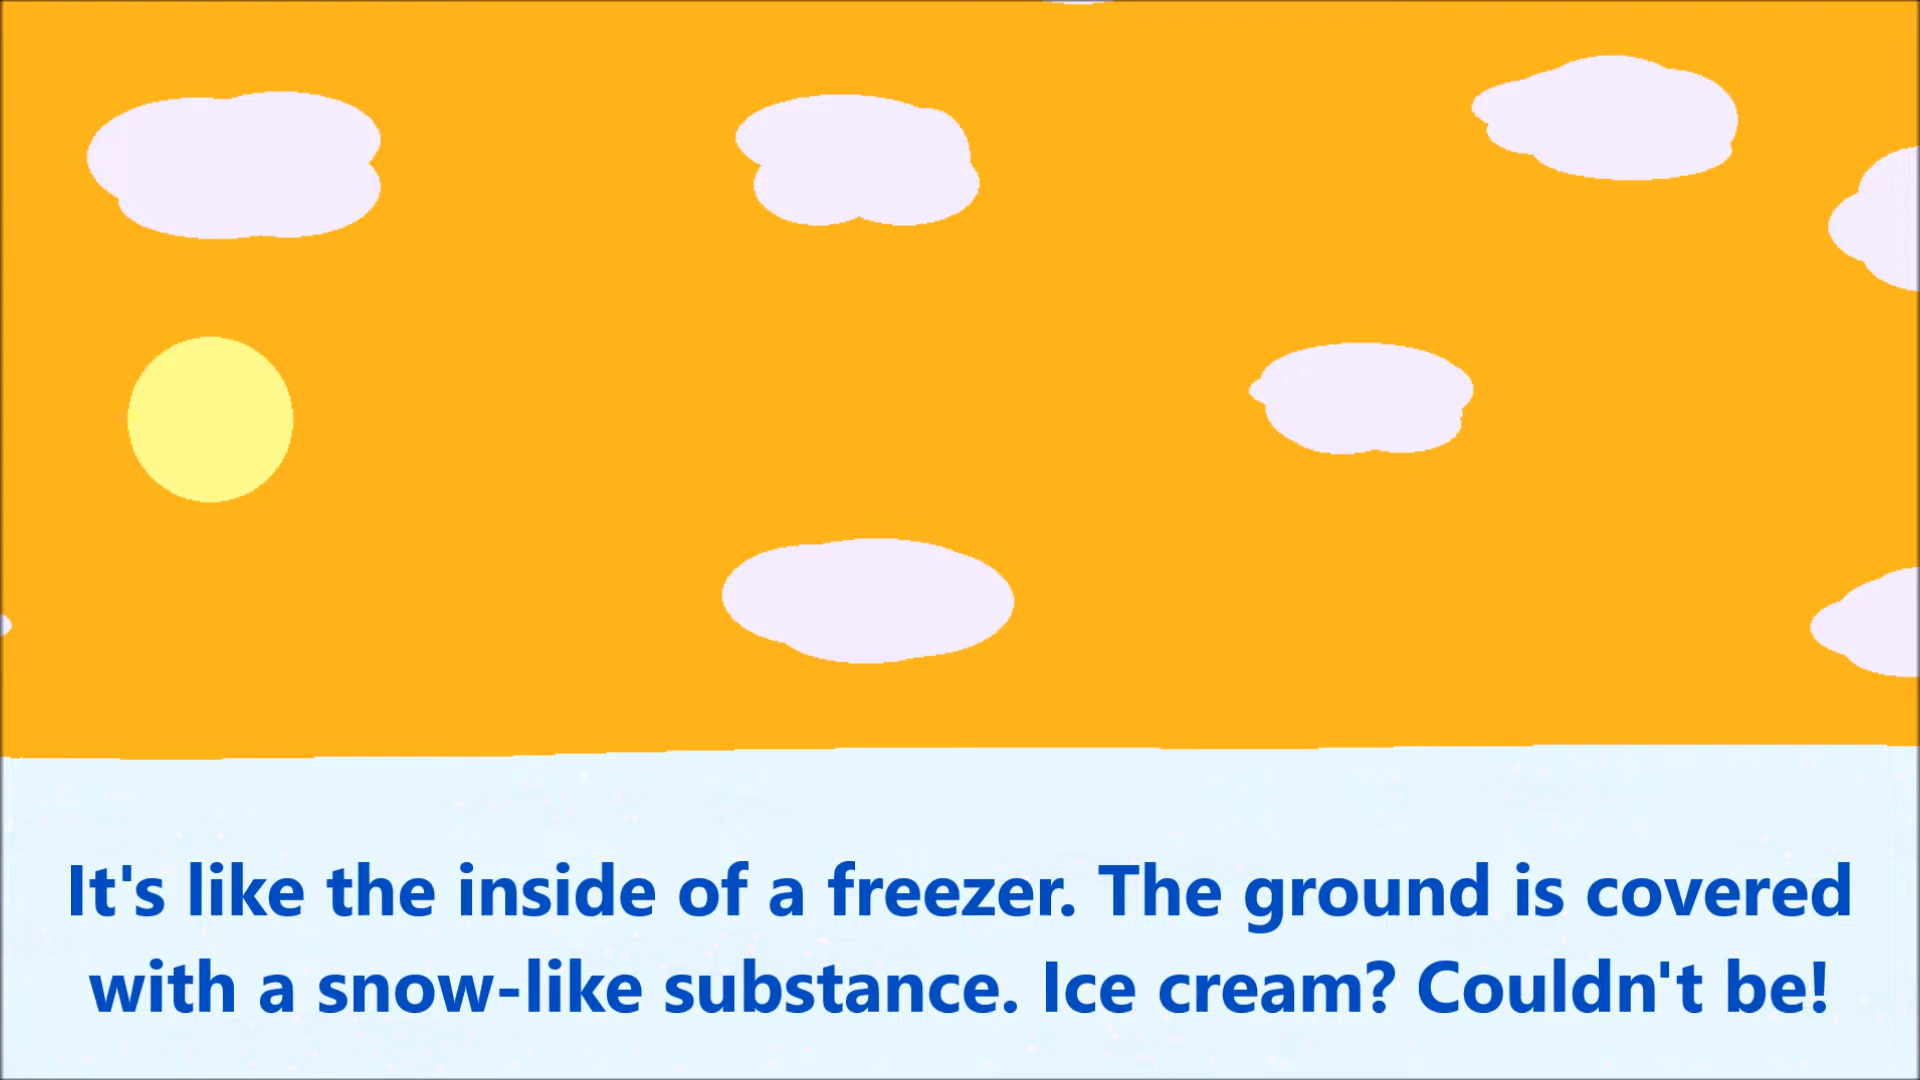 It's like the inside of a freezer. The ground is covered
with a snow-like substance. Ice cream? Couldn't be!